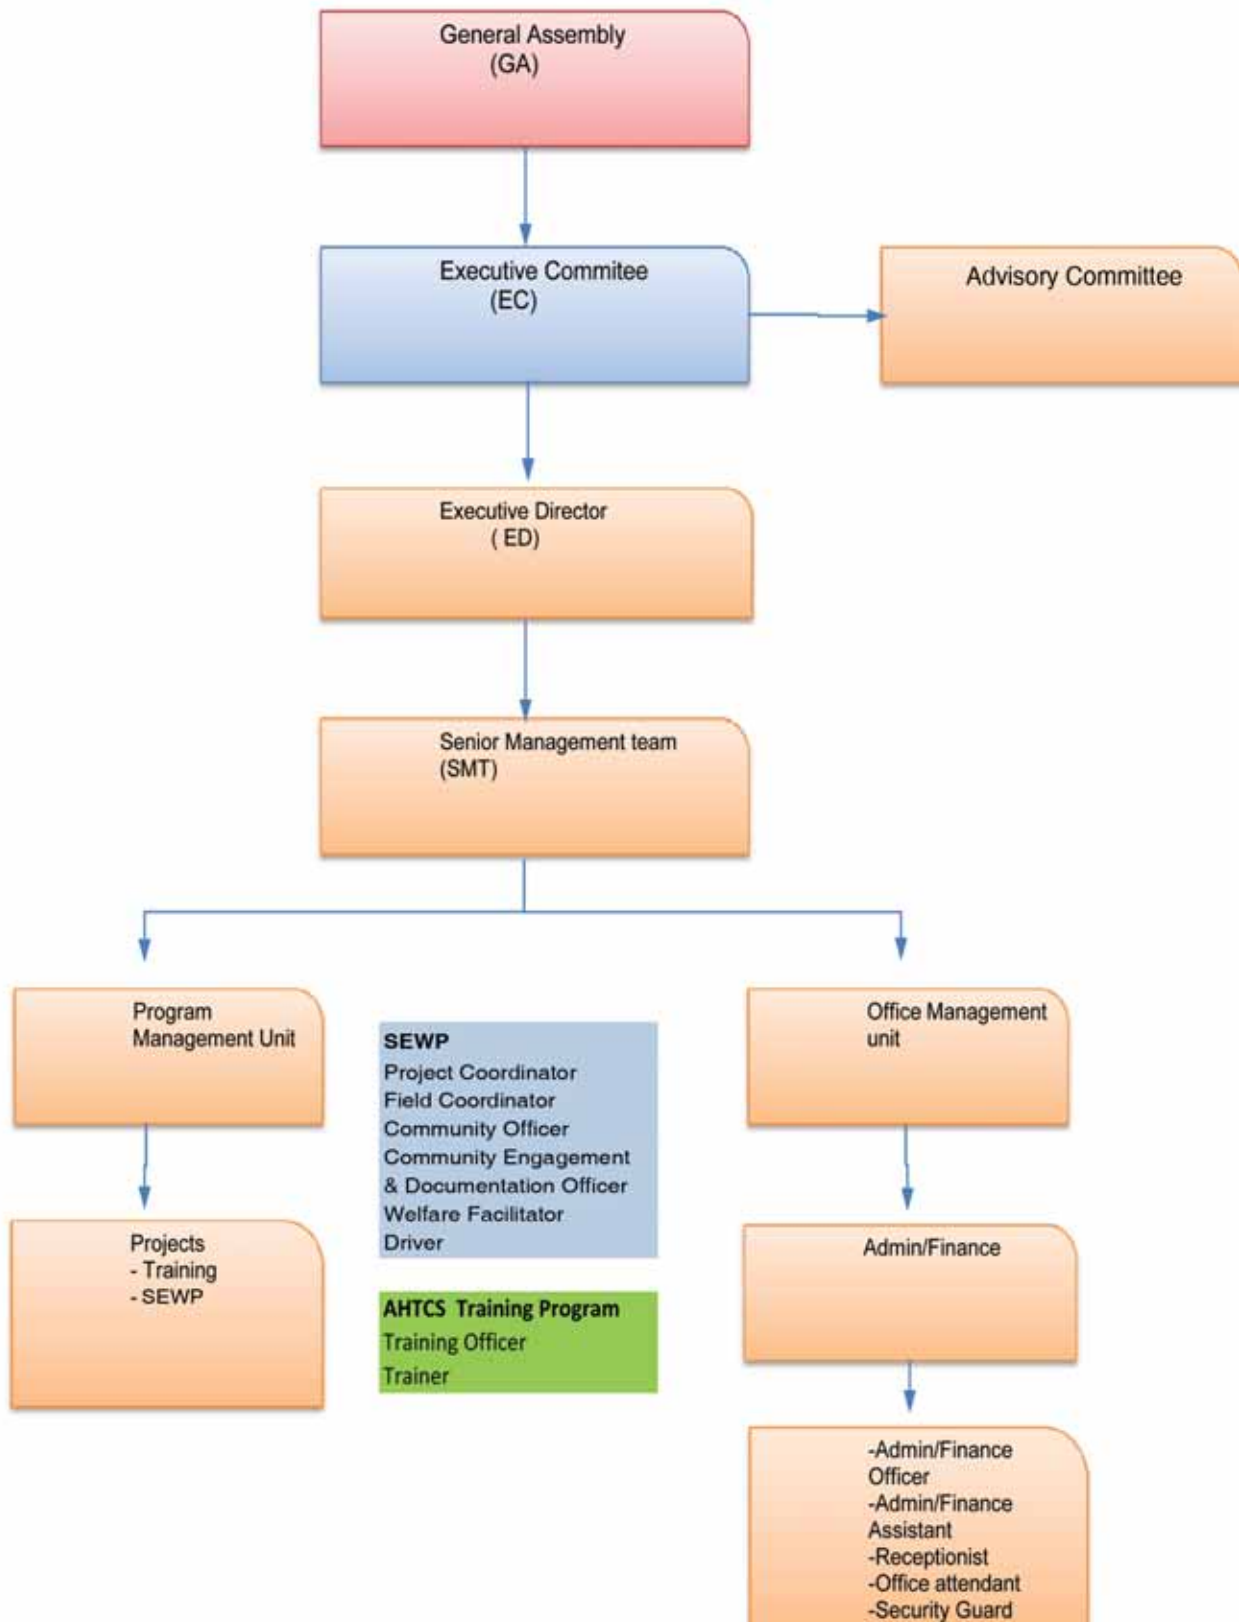 General Assembly
(GA)
Executive Commitee
(EC)
Advisory Committee
Executive Director
( ED)
Senior Management team
(SMT)
Program
Management Unit
SEWP
Project Coordinator
Field Coordinator
Community Officer
Community Engagement
& Documentation Officer
Welfare Facilitator
Driver
Office Management
unit
Projects
- Training
- SEWP
AHTCS Training Program
Training Officer
Trainer
Admin/Finance
-Admin/Finance
Officer
-Admin/Finance
Assistant
-Receptionist
-Office attendant
-Security Guard